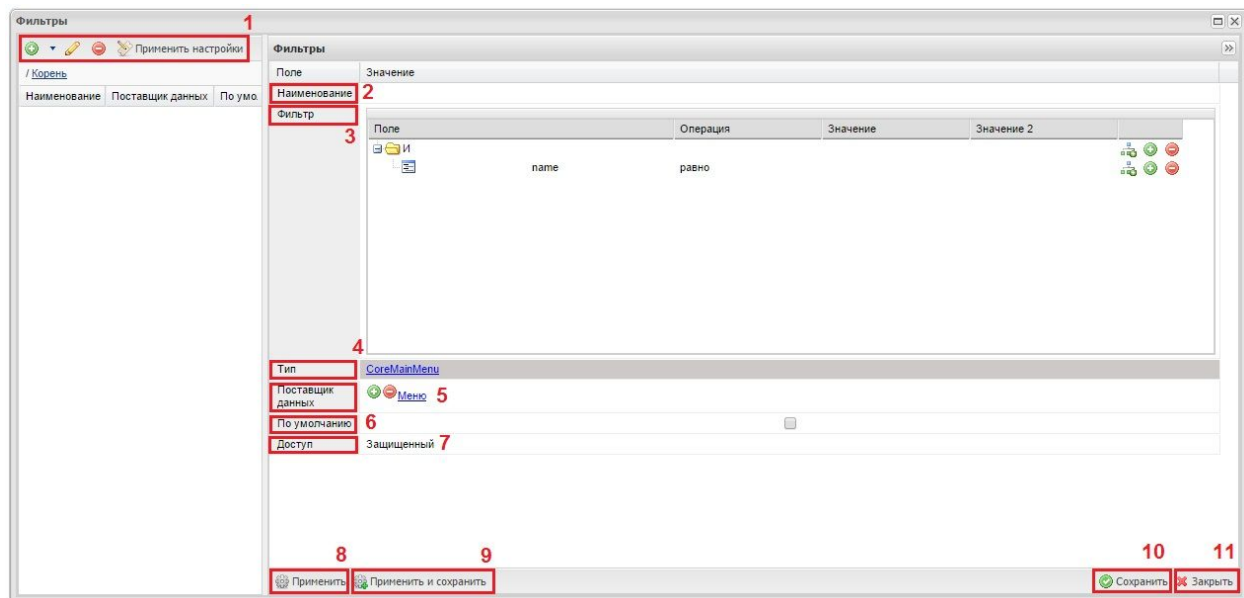 Фильтры
1
Применить настройки
/ Корень
Наименование Поставщик данных По умо.
Фильтры
Поле Значение
Наименование 2
Фильтр
3
Поле Операция Значение Значение 2
И
name равно
4
Тип CoreMainMenu
Поставщик данных Меню 5
По умолчанию 6
Доступ Защищенный 7
8 9 10 11
Применить Применить и сохранить Сохранить Закрыть